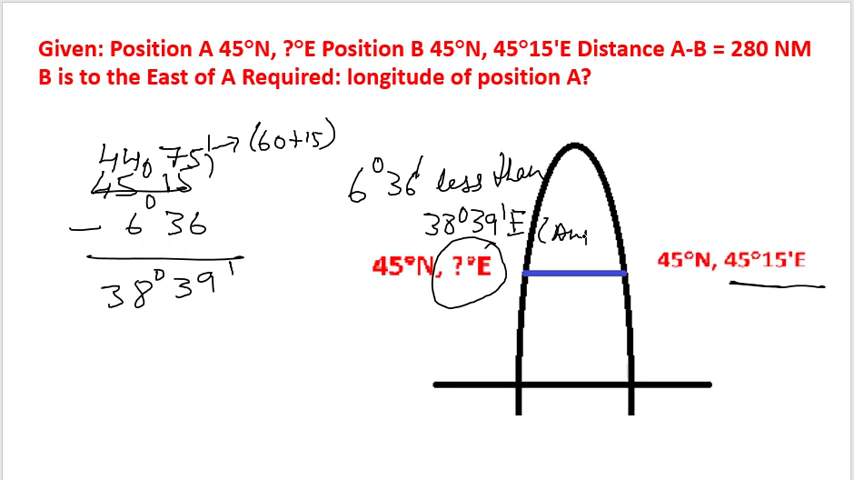 Given: Position A 45°N, ?°E Position B 45°N, 45°15'E Distance A-B = 280 NM
B is to the East of A Required: longitude of position A?
44° 75' → (60+15)
45° 15
- 6° 36
38° 39'
6° 36' less than
38° 39' E (Ans
45°N, ?°E
45°N, 45°15'E